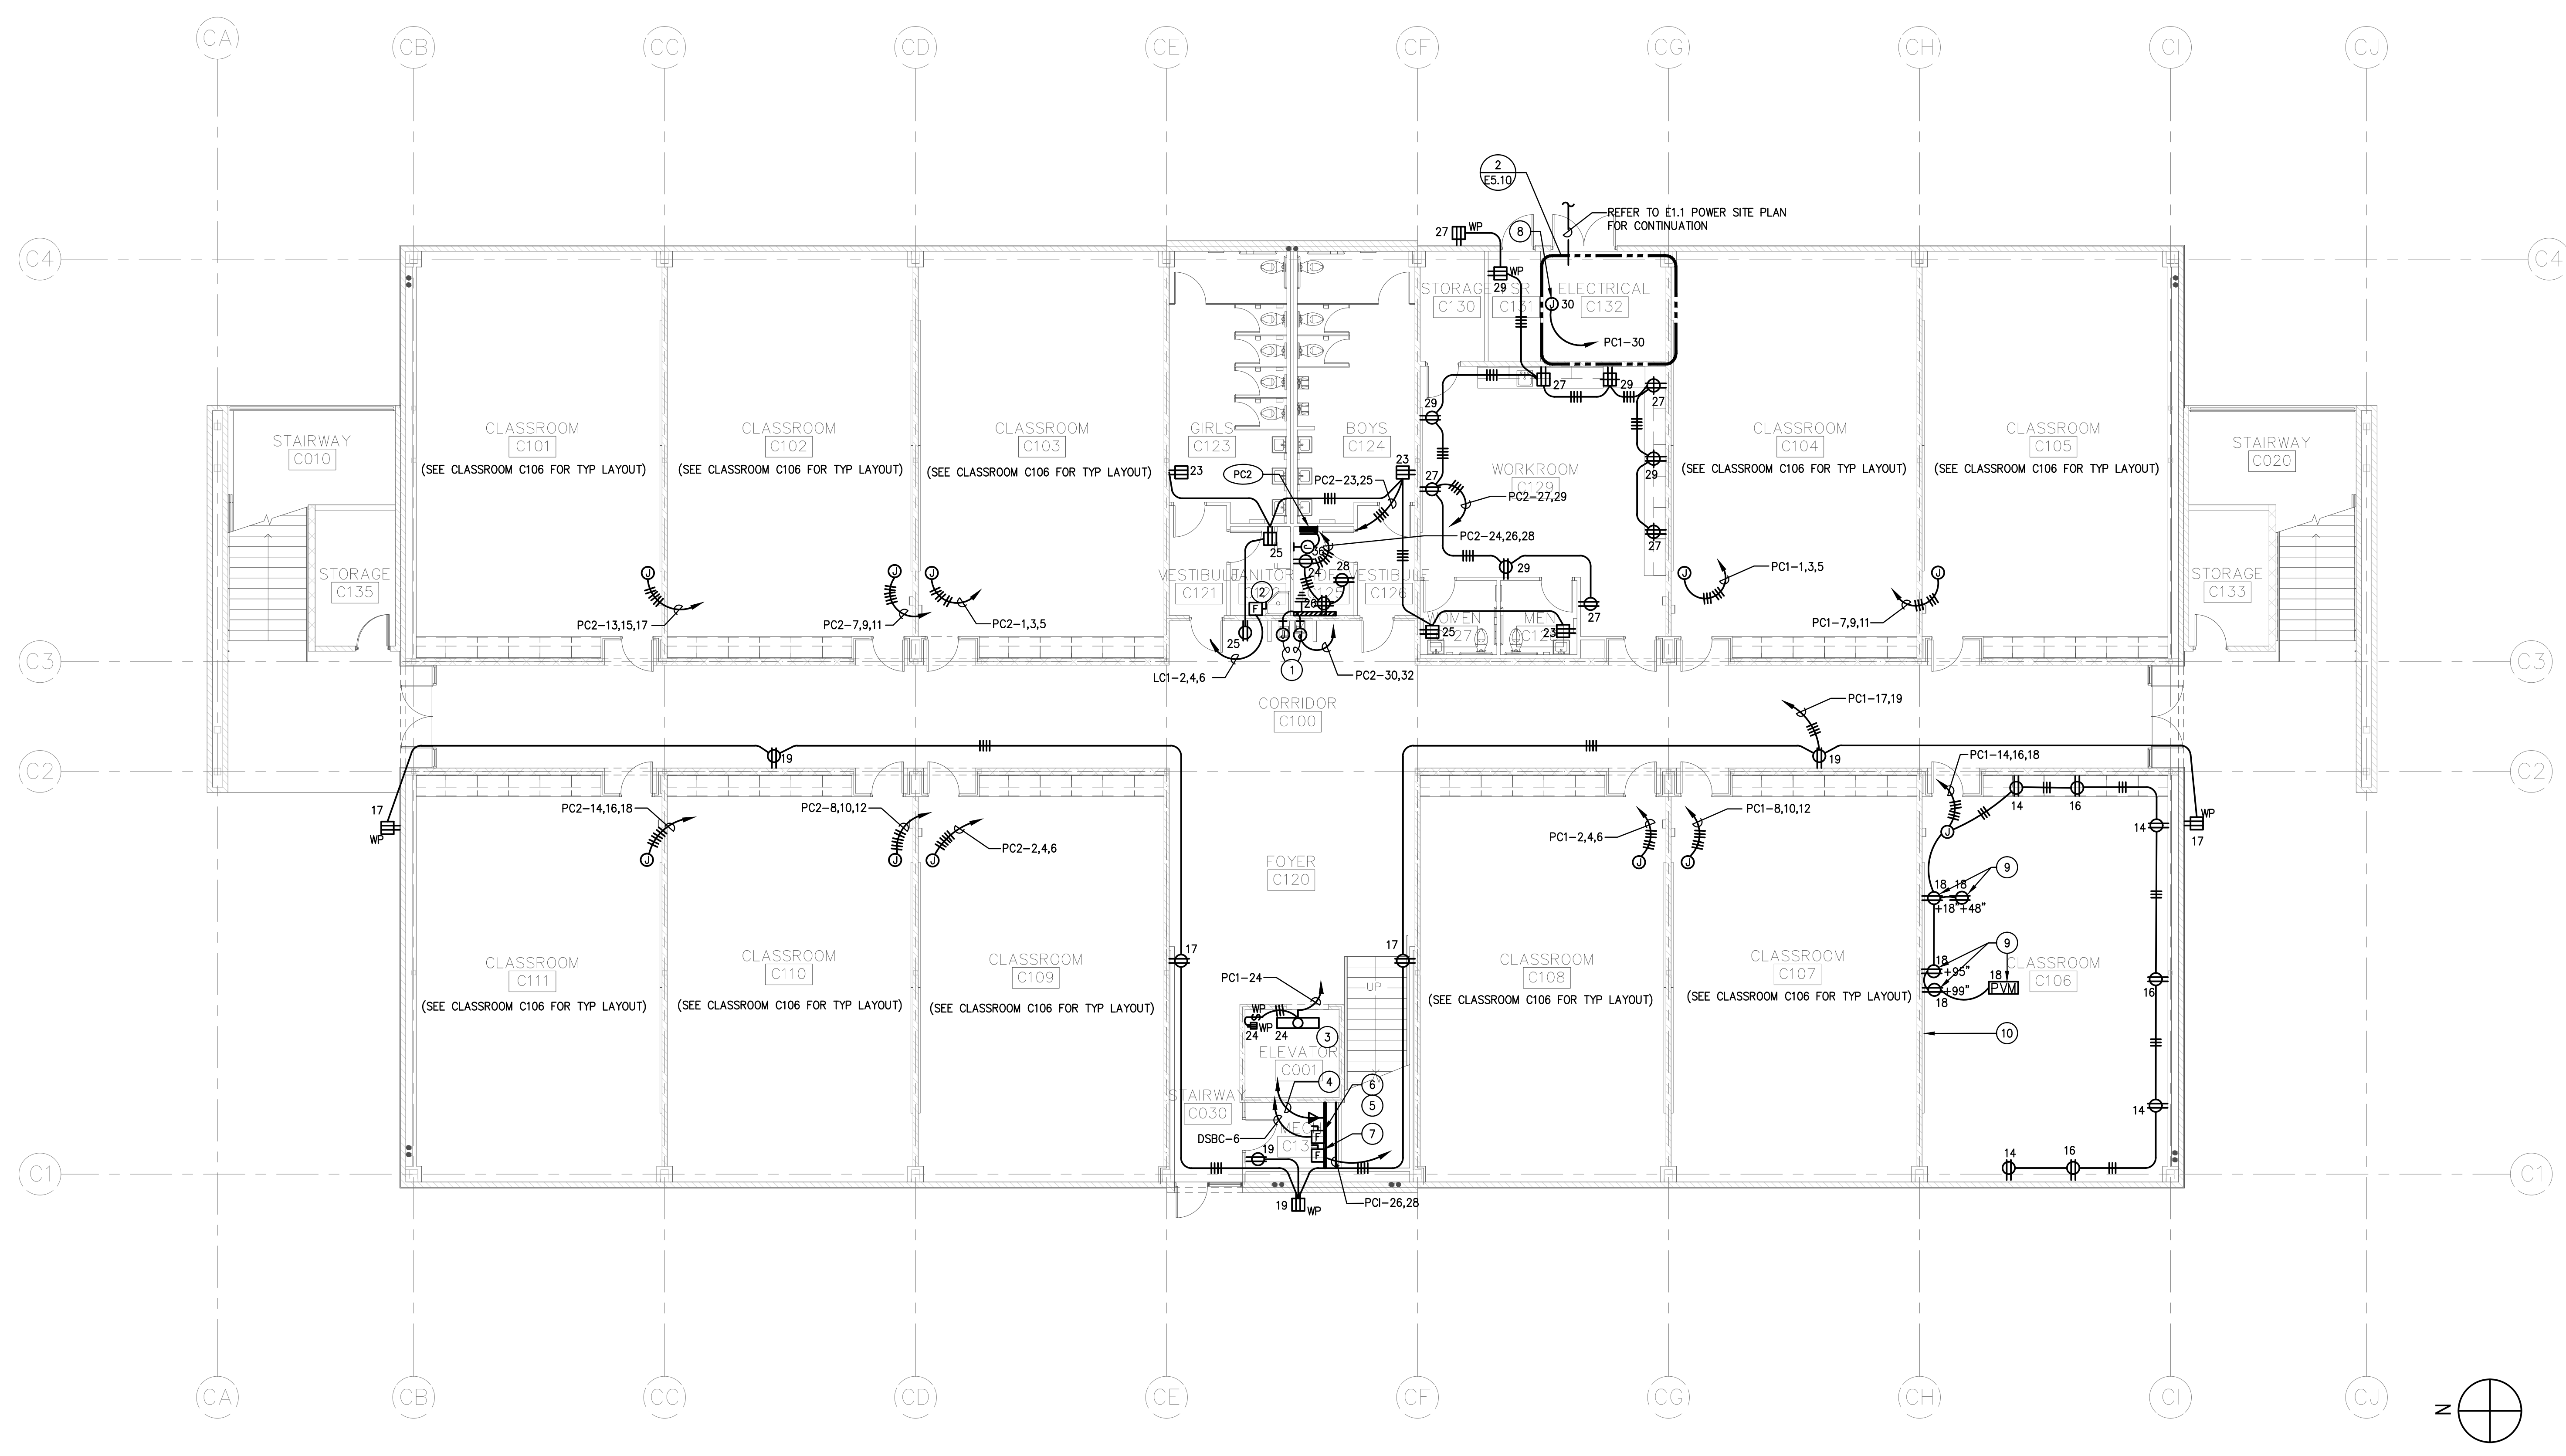 CA
CB
CC
CD
CE
CF
CG
CH
CI
CJ
2
E5.10
REFER TO E1.1 POWER SITE PLAN
FOR CONTINUATION
27
WP
8
C4
C4
WP
29
STORAGE
C130
C131
ELECTRICAL
C132
J
30
PC1-30
27
29
27
29
CLASSROOM
C101
(SEE CLASSROOM C106 FOR TYP LAYOUT)
CLASSROOM
C102
(SEE CLASSROOM C106 FOR TYP LAYOUT)
CLASSROOM
C103
(SEE CLASSROOM C106 FOR TYP LAYOUT)
GIRLS
C123
BOYS
C124
WORKROOM
C129
CLASSROOM
C104
(SEE CLASSROOM C106 FOR TYP LAYOUT)
CLASSROOM
C105
(SEE CLASSROOM C106 FOR TYP LAYOUT)
STAIRWAY
C010
STAIRWAY
C020
23
PC2
PC2-23,25
23
27
PC2-27,29
29
27
PC2-24,26,28
25
24
28
29
26
27
STORAGE
C135
VESTIBULE
C121
JANITOR
C125
VESTIBULE
C126
STORAGE
C133
J
J
J
J
J
PC2-13,15,17
PC2-7,9,11
PC2-1,3,5
PC1-1,3,5
PC1-7,9,11
2
F
25
J
J
1
LC1-2,4,6
PC2-30,32
WOMEN
25
MEN
23
C3
C3
CORRIDOR
C100
PC1-17,19
19
19
C2
C2
PC1-14,16,18
17
WP
PC2-14,16,18
PC2-8,10,12
PC2-2,4,6
PC1-2,4,6
PC1-8,10,12
J
J
J
J
J
J
14
16
14
WP
17
FOYER
C120
9
18
18
+18"
+48"
17
17
9
18
+95"
+99"
18
18
PVM
CLASSROOM
C106
16
CLASSROOM
C111
(SEE CLASSROOM C106 FOR TYP LAYOUT)
CLASSROOM
C110
(SEE CLASSROOM C106 FOR TYP LAYOUT)
CLASSROOM
C109
(SEE CLASSROOM C106 FOR TYP LAYOUT)
CLASSROOM
C108
(SEE CLASSROOM C106 FOR TYP LAYOUT)
CLASSROOM
C107
(SEE CLASSROOM C106 FOR TYP LAYOUT)
PC1-24
UP
WP
WP
24
24
3
ELEVATOR
C001
10
4
6
5
STAIRWAY
C030
DSBC-6
F
F
7
14
19
14
16
C1
C1
19
WP
PCI-26,28
CA
CB
CC
CD
CE
CF
CG
CH
CI
CJ
N